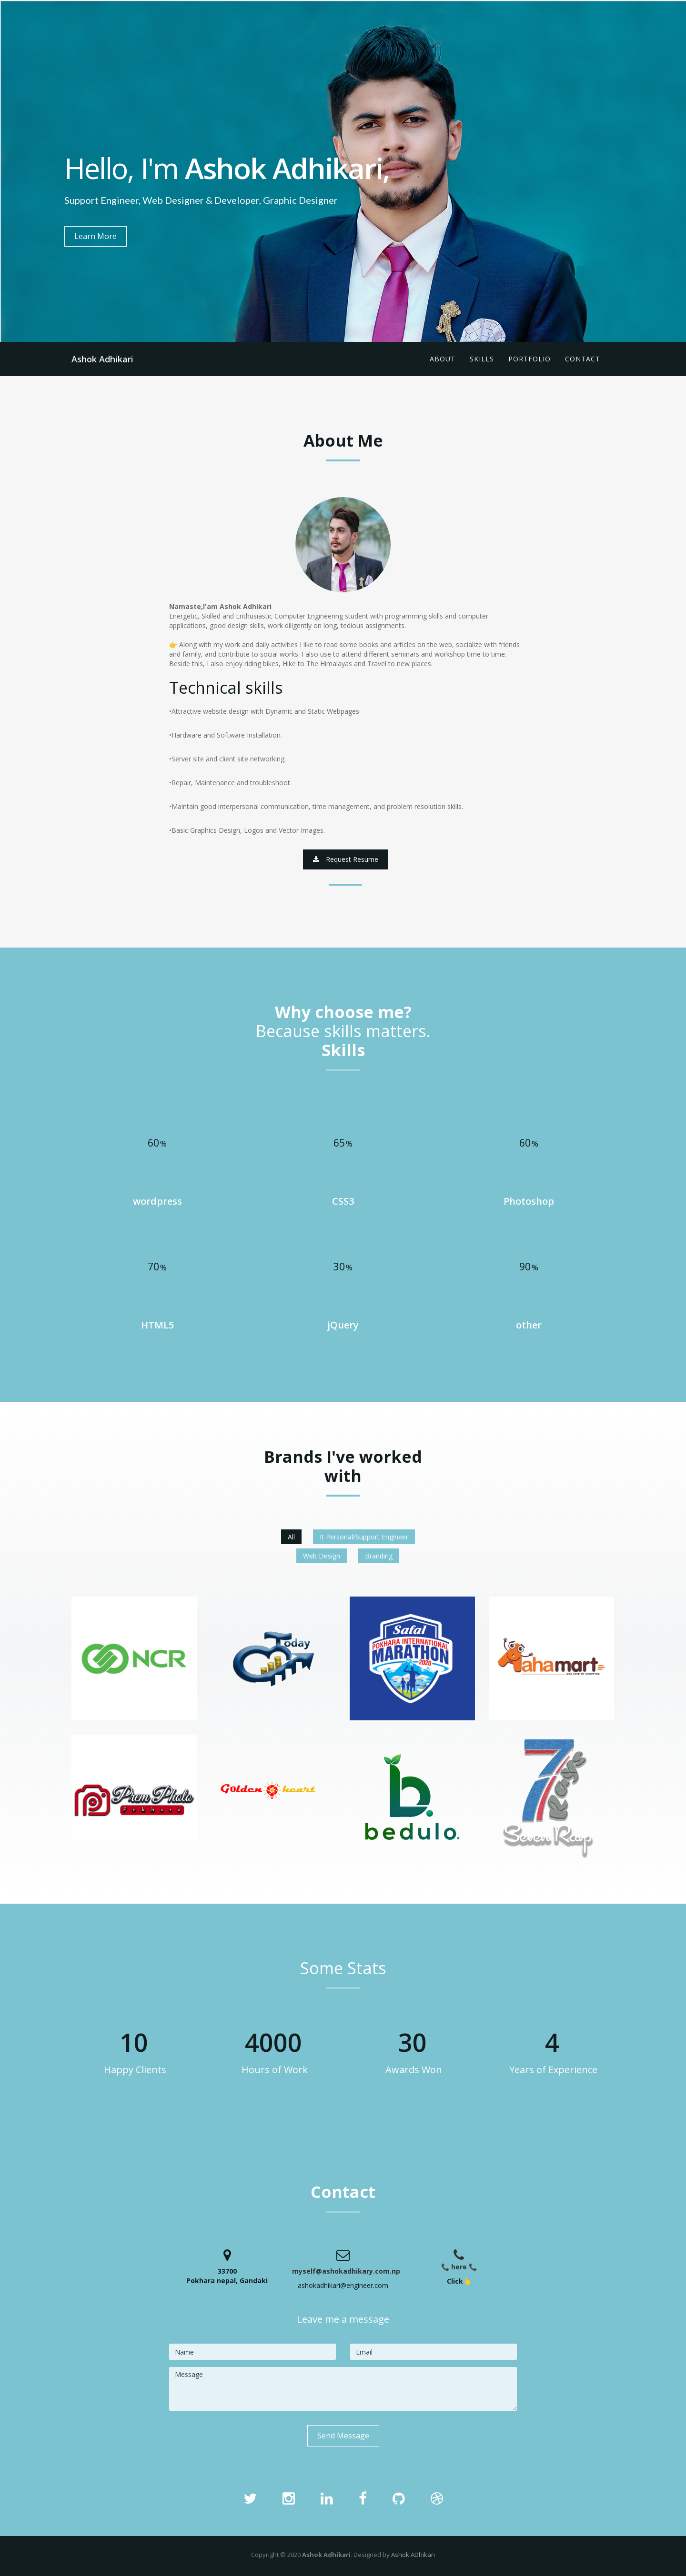 Hello, I'm Ashok Adhikari,
Support Engineer, Web Designer & Developer, Graphic Designer
Learn More
Ashok Adhikari
ABOUT SKILLS PORTFOLIO CONTACT
About Me
Namaste,I'am Ashok Adhikari
Energetic, Skilled and Enthusiastic Computer Engineering student with programming skills and computer
applications, good design skills, work diligently on long, tedious assignments.
👉 Along with my work and daily activities I like to read some books and articles on the web, socialize with friends
and family, and contribute to social works. I also use to attend different seminars and workshop time to time.
Beside this, I also enjoy riding bikes, Hike to The Himalayas and Travel to new places.
Technical skills
•Attractive website design with Dynamic and Static Webpages·
•Hardware and Software Installation.
•Server site and client site networking.
•Repair, Maintenance and troubleshoot.
•Maintain good interpersonal communication, time management, and problem resolution skills.
•Basic Graphics Design, Logos and Vector Images.
Request Resume
Why choose me?
Because skills matters.
Skills
60% 65% 60%
wordpress CSS3 Photoshop
70% 30% 90%
HTML5 jQuery other
Brands I've worked
with
All It Personal/Support Engineer
Web Design Branding
NCR
Today
Safal
POKHARA INTERNATIONAL
MARATHON
2020
ahamart
Prem Photo
Pokhara
Golden heart
bedulo.
7
Seven Roop
Some Stats
10 4000 30 4
Happy Clients Hours of Work Awards Won Years of Experience
Contact
33700
Pokhara nepal, Gandaki
myself@ashokadhikary.com.np
ashokadhikari@engineer.com
📞 here 📞
Click👆
Leave me a message
Name Email
Message
Send Message
Copyright © 2020 Ashok Adhikari. Designed by Ashok ADhikari